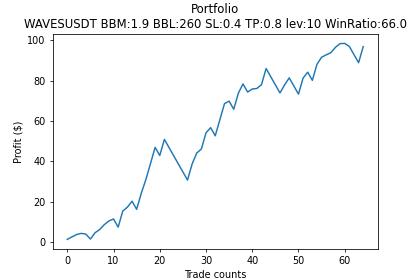 Portfolio
WAVESUSDT BBM:1.9 BBL:260 SL:0.4 TP:0.8 lev:10 WinRatio:66.0
100
80
60
40
20
0
Profit ($)
0 10 20 30 40 50 60
Trade counts